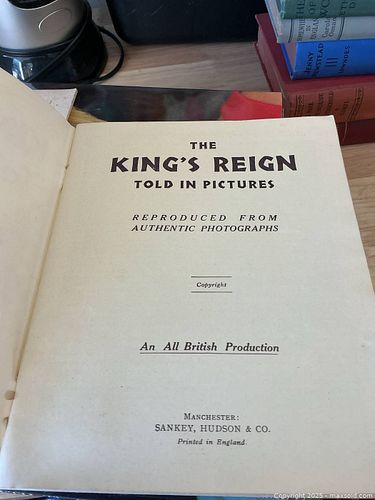 THE
KING'S REIGN
TOLD IN PICTURES
REPRODUCED FROM
AUTHENTIC PHOTOGRAPHS
Copyright
An All British Production
MANCHESTER:
SANKEY, HUDSON & CO.
Printed in England.
Copyright 2025 - maxsold.com